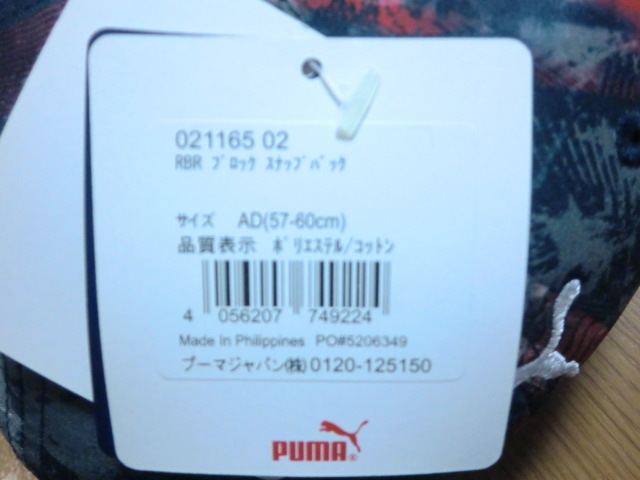 021165 02
RBR ﾌﾞﾛｯｸ ｽﾅｯﾌﾟﾊﾞｯｸ
サイズ AD(57-60cm)
品質表示 ﾎﾟﾘｴｽﾃﾙ/ｺｯﾄﾝ
4 056207 749224
Made In Philippines PO#5206349
プーマジャパン㈱0120-125150
PUMA®